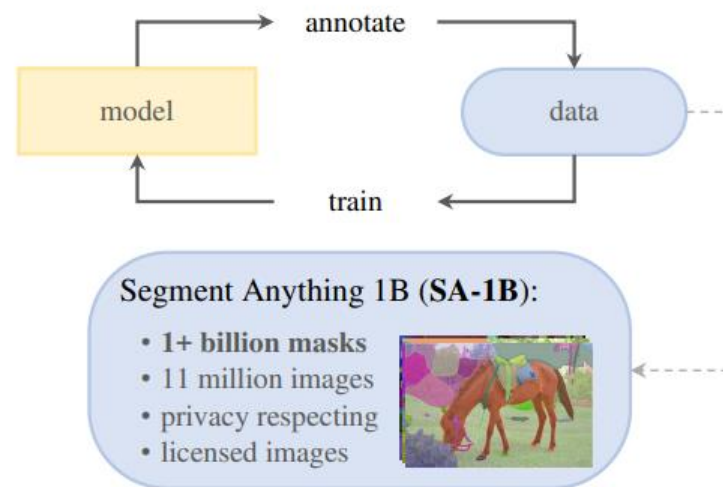 annotate
model
data
train
Segment Anything 1B (SA-1B):
• 1+ billion masks
• 11 million images
• privacy respecting
• licensed images